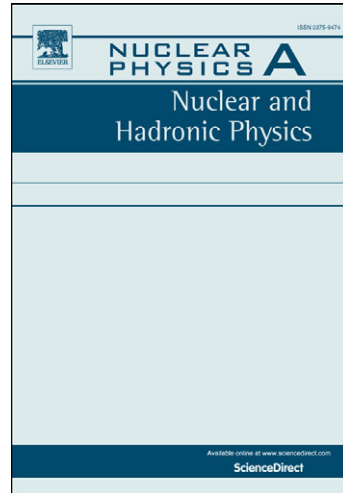 ISSN 0375-9474
ELSEVIER
NUCLEAR
PHYSICS A
Nuclear and
Hadronic Physics
Available online at www.sciencedirect.com
ScienceDirect